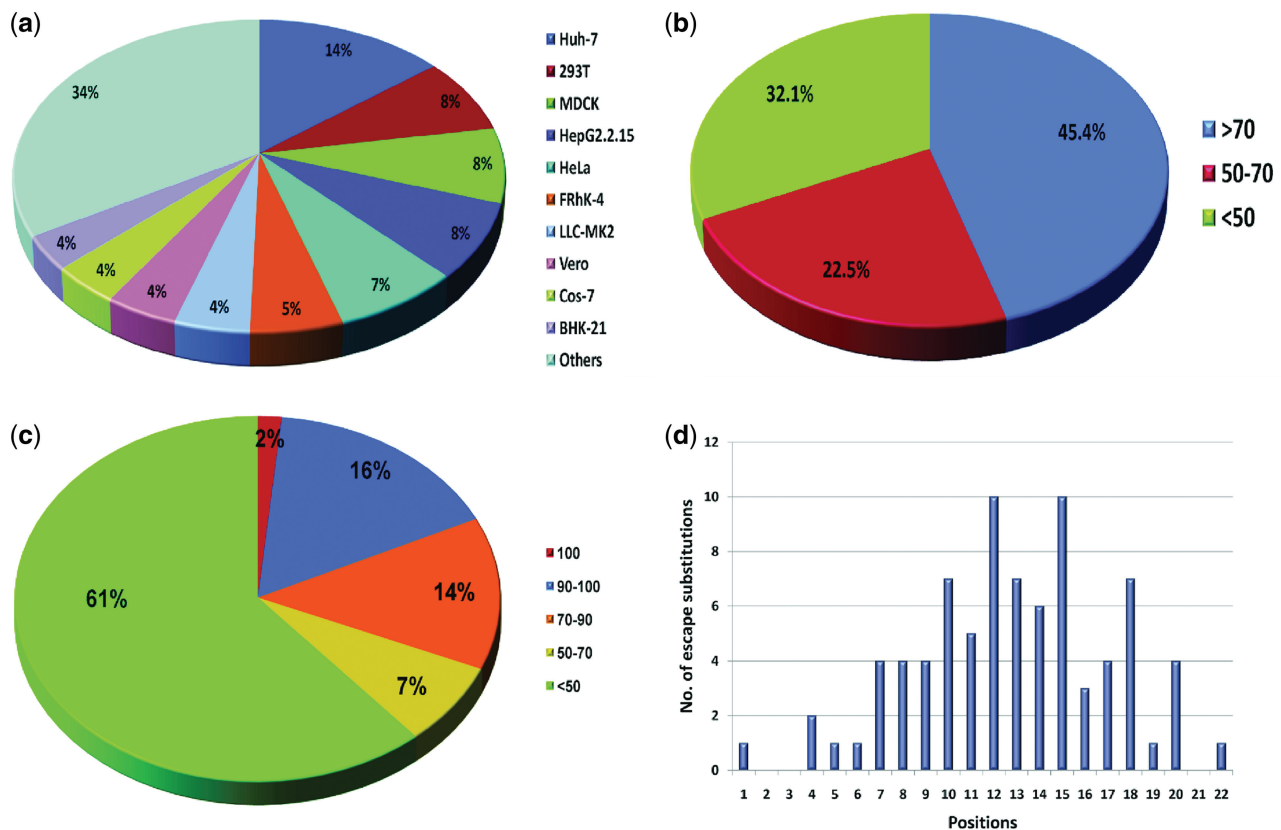 (a)
14%
8%
8%
8%
7%
5%
4%
4%
4%
4%
34%
Huh-7
293T
MDCK
HepG2.2.15
HeLa
FRhK-4
LLC-MK2
Vero
Cos-7
BHK-21
Others
(b)
45.4%
22.5%
32.1%
>70
50-70
<50
(c)
2%
16%
14%
7%
61%
100
90-100
70-90
50-70
<50
(d)
No. of escape substitutions
12
10
8
6
4
2
0
1 2 3 4 5 6 7 8 9 10 11 12 13 14 15 16 17 18 19 20 21 22
Positions